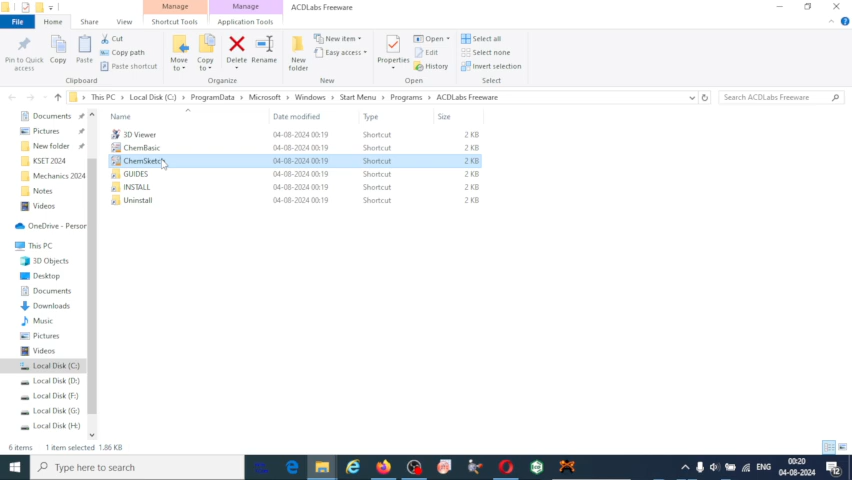 Manage Manage ACDLabs Freeware
File Home Share View Shortcut Tools Application Tools
Pin to Quick access
Copy
Paste
Cut
Copy path
Paste shortcut
Clipboard
Move to
Copy to
Delete
Rename
Organize
New folder
New item
Easy access
New
Properties
Open
Edit
History
Open
Select all
Select none
Invert selection
Select
This PC Local Disk (C:) ProgramData Microsoft Windows Start Menu Programs ACDLabs Freeware
Search ACDLabs Freeware
Documents
Pictures
New folder
KSET 2024
Mechanics 2024
Notes
Videos
OneDrive - Person
This PC
3D Objects
Desktop
Documents
Downloads
Music
Pictures
Videos
Local Disk (C:)
Local Disk (D:)
Local Disk (F:)
Local Disk (G:)
Local Disk (H:)
Name Date modified Type Size
3D Viewer 04-08-2024 00:19 Shortcut 2 KB
ChemBasic 04-08-2024 00:19 Shortcut 2 KB
ChemSketch 04-08-2024 00:19 Shortcut 2 KB
GUIDES 04-08-2024 00:19 Shortcut 2 KB
INSTALL 04-08-2024 00:19 Shortcut 2 KB
Uninstall 04-08-2024 00:19 Shortcut 2 KB
6 items 1 item selected 1.86 KB
Type here to search
ENG
00:20
04-08-2024
12